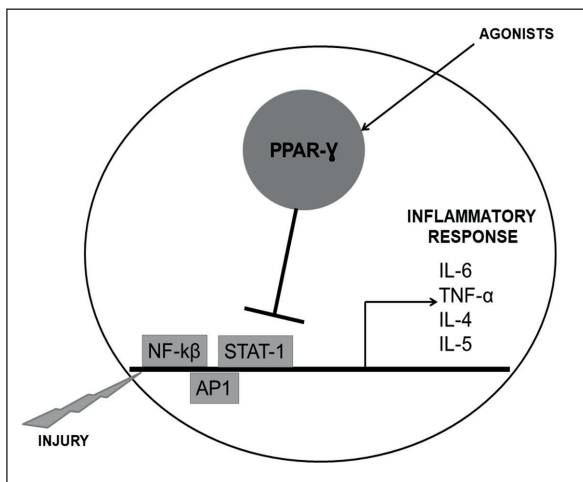 AGONISTS
PPAR-Ɣ
INFLAMMATORY
RESPONSE
IL-6
TNF-α
IL-4
IL-5
NF-kβ
STAT-1
AP1
INJURY